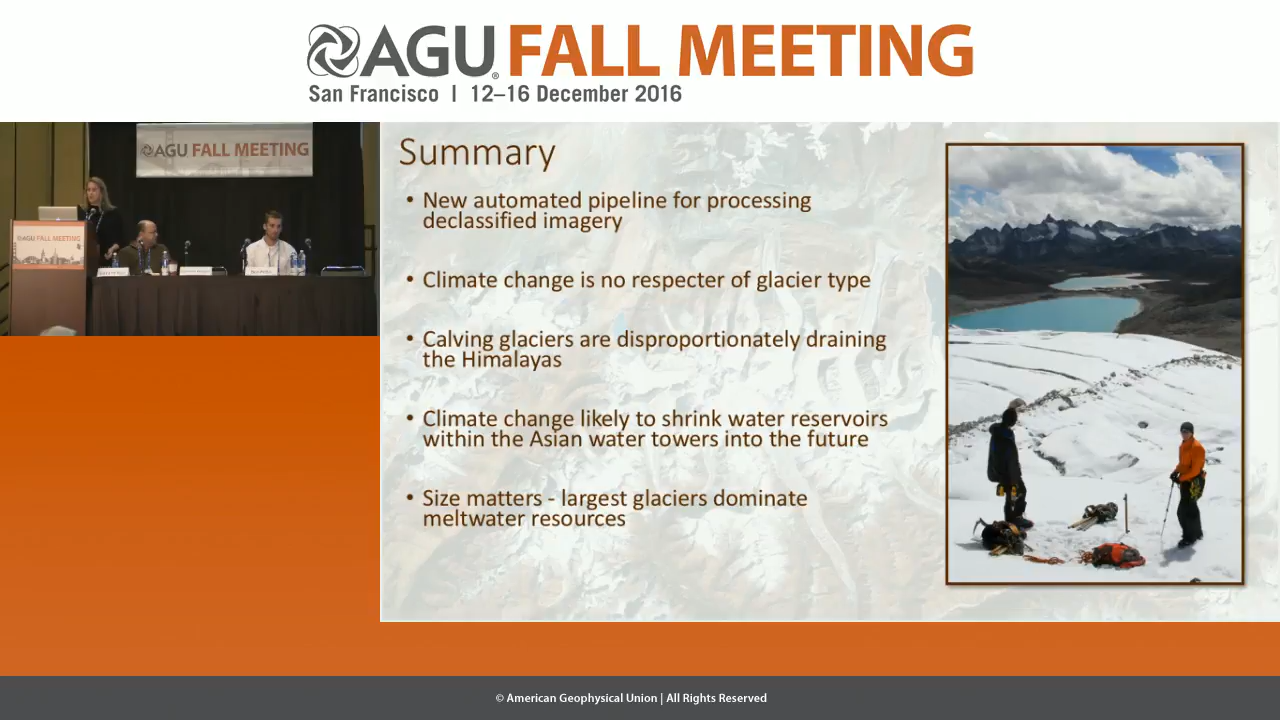 AGU FALL MEETING
San Francisco | 12–16 December 2016
AGU FALL MEETING
AGU FALL MEETING
Summary
• New automated pipeline for processing
declassified imagery
• Climate change is no respecter of glacier type
• Calving glaciers are disproportionately draining
the Himalayas
• Climate change likely to shrink water reservoirs
within the Asian water towers into the future
• Size matters - largest glaciers dominate
meltwater resources
© American Geophysical Union | All Rights Reserved